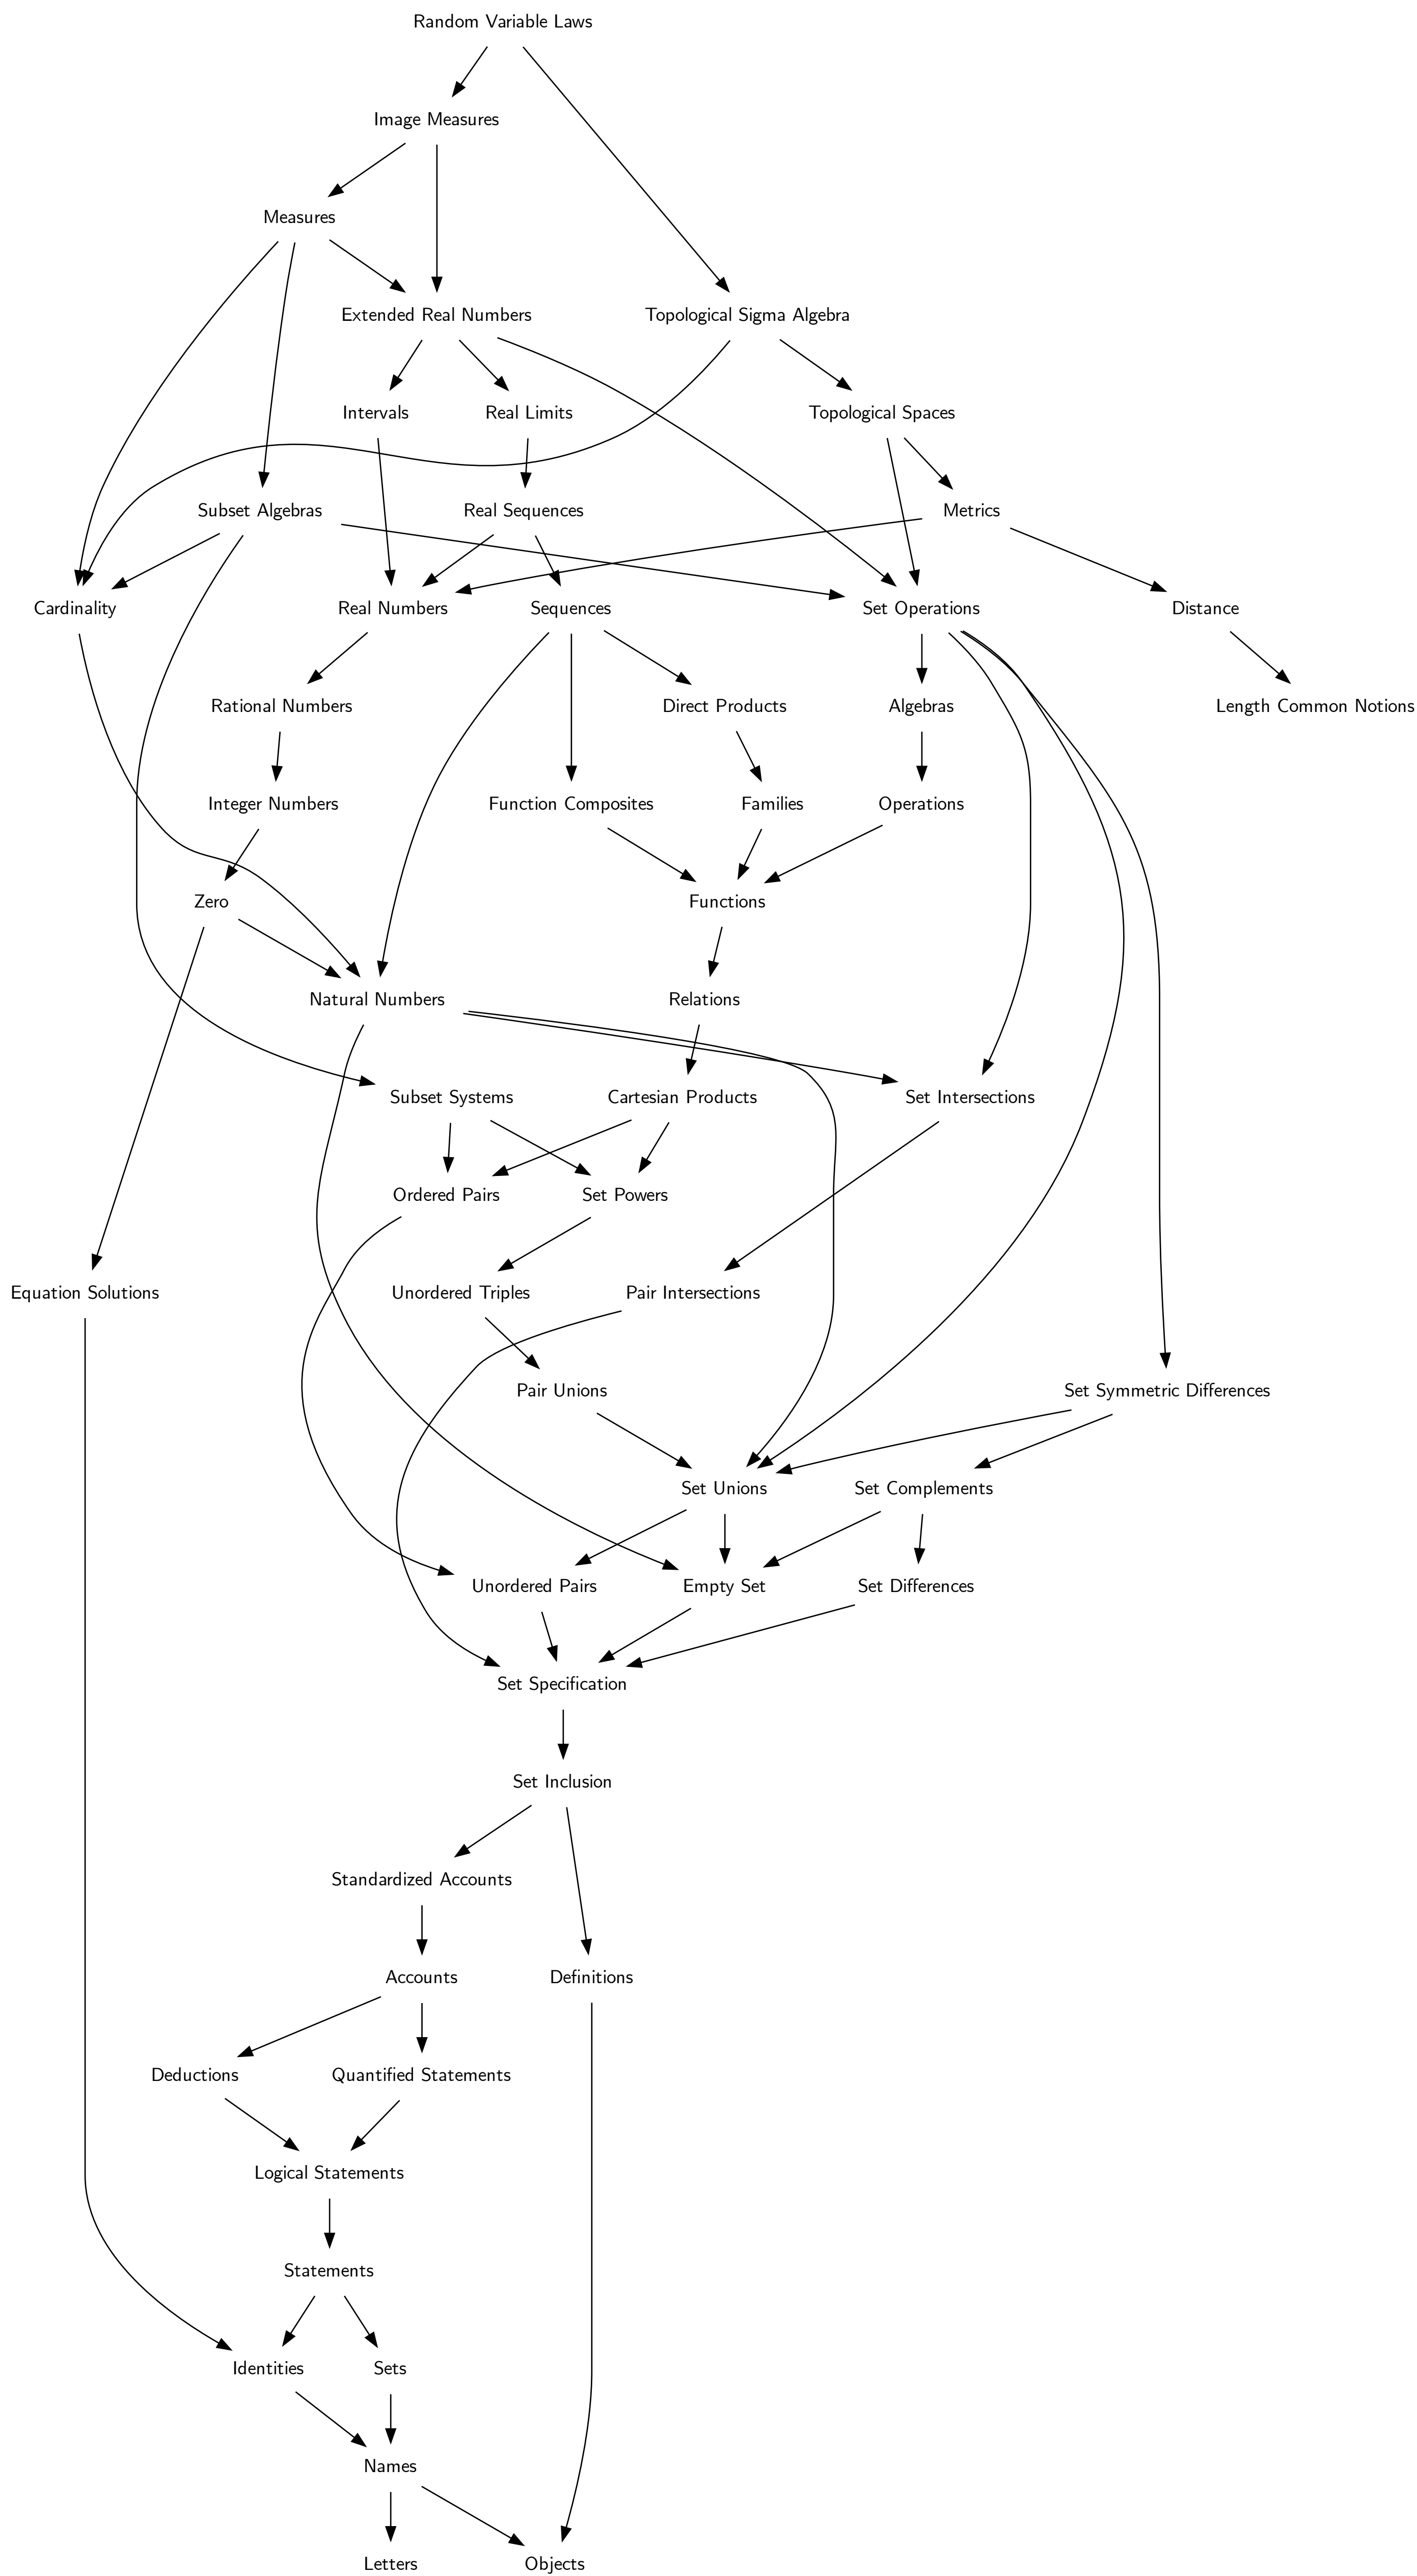 Random Variable Laws
Image Measures
Measures
Extended Real Numbers
Topological Sigma Algebra
Intervals
Real Limits
Topological Spaces
Subset Algebras
Real Sequences
Metrics
Cardinality
Real Numbers
Sequences
Set Operations
Distance
Rational Numbers
Direct Products
Algebras
Length Common Notions
Integer Numbers
Function Composites
Families
Operations
Zero
Functions
Natural Numbers
Relations
Subset Systems
Cartesian Products
Set Intersections
Ordered Pairs
Set Powers
Equation Solutions
Unordered Triples
Pair Intersections
Pair Unions
Set Symmetric Differences
Set Unions
Set Complements
Unordered Pairs
Empty Set
Set Differences
Set Specification
Set Inclusion
Standardized Accounts
Accounts
Definitions
Deductions
Quantified Statements
Logical Statements
Statements
Identities
Sets
Names
Letters
Objects